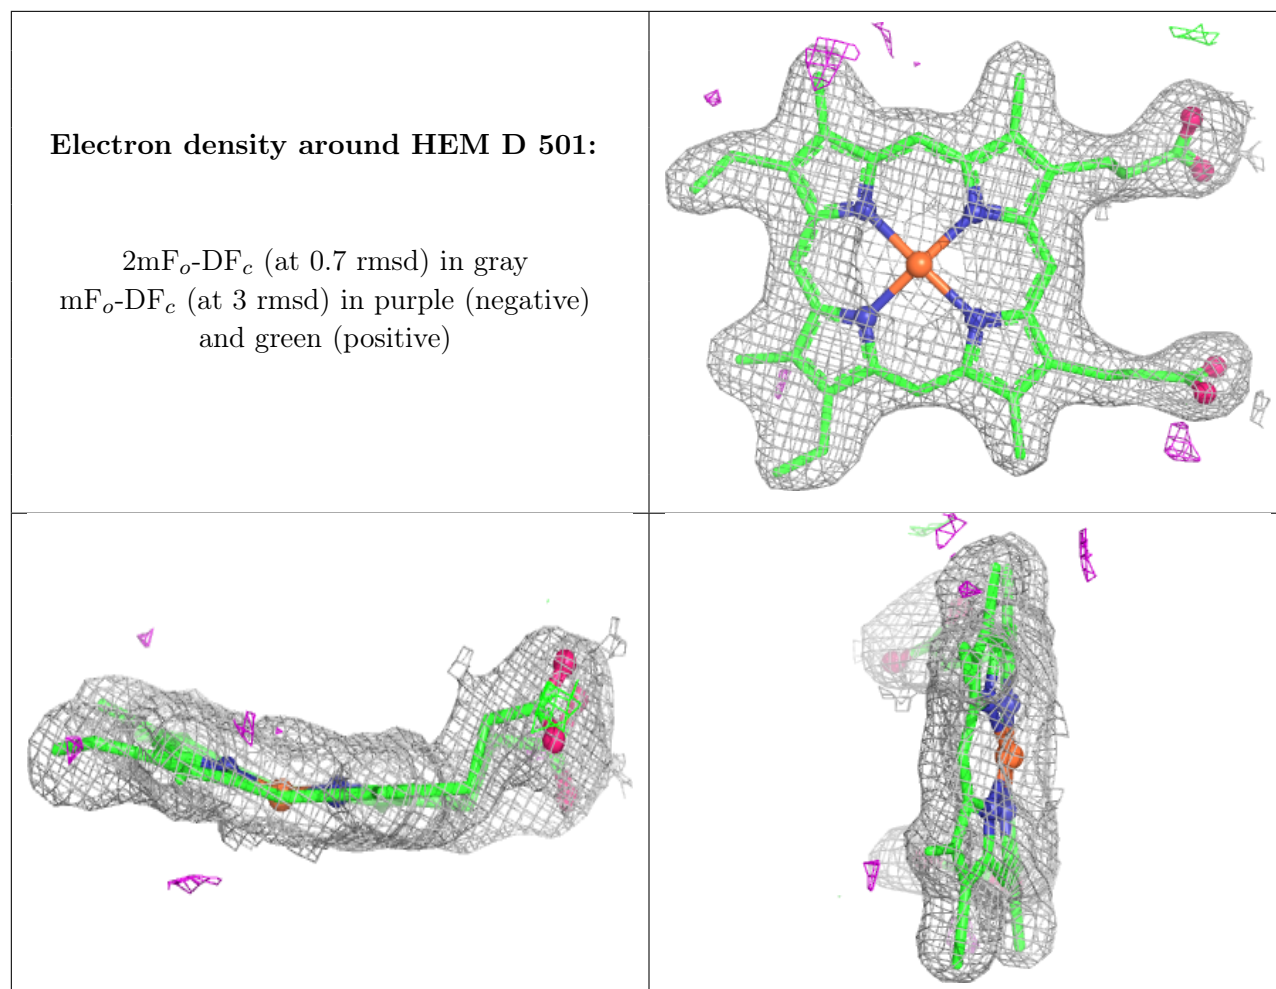 Electron density around HEM D 501:
2mFo-DFc (at 0.7 rmsd) in gray
mFo-DFc (at 3 rmsd) in purple (negative)
and green (positive)